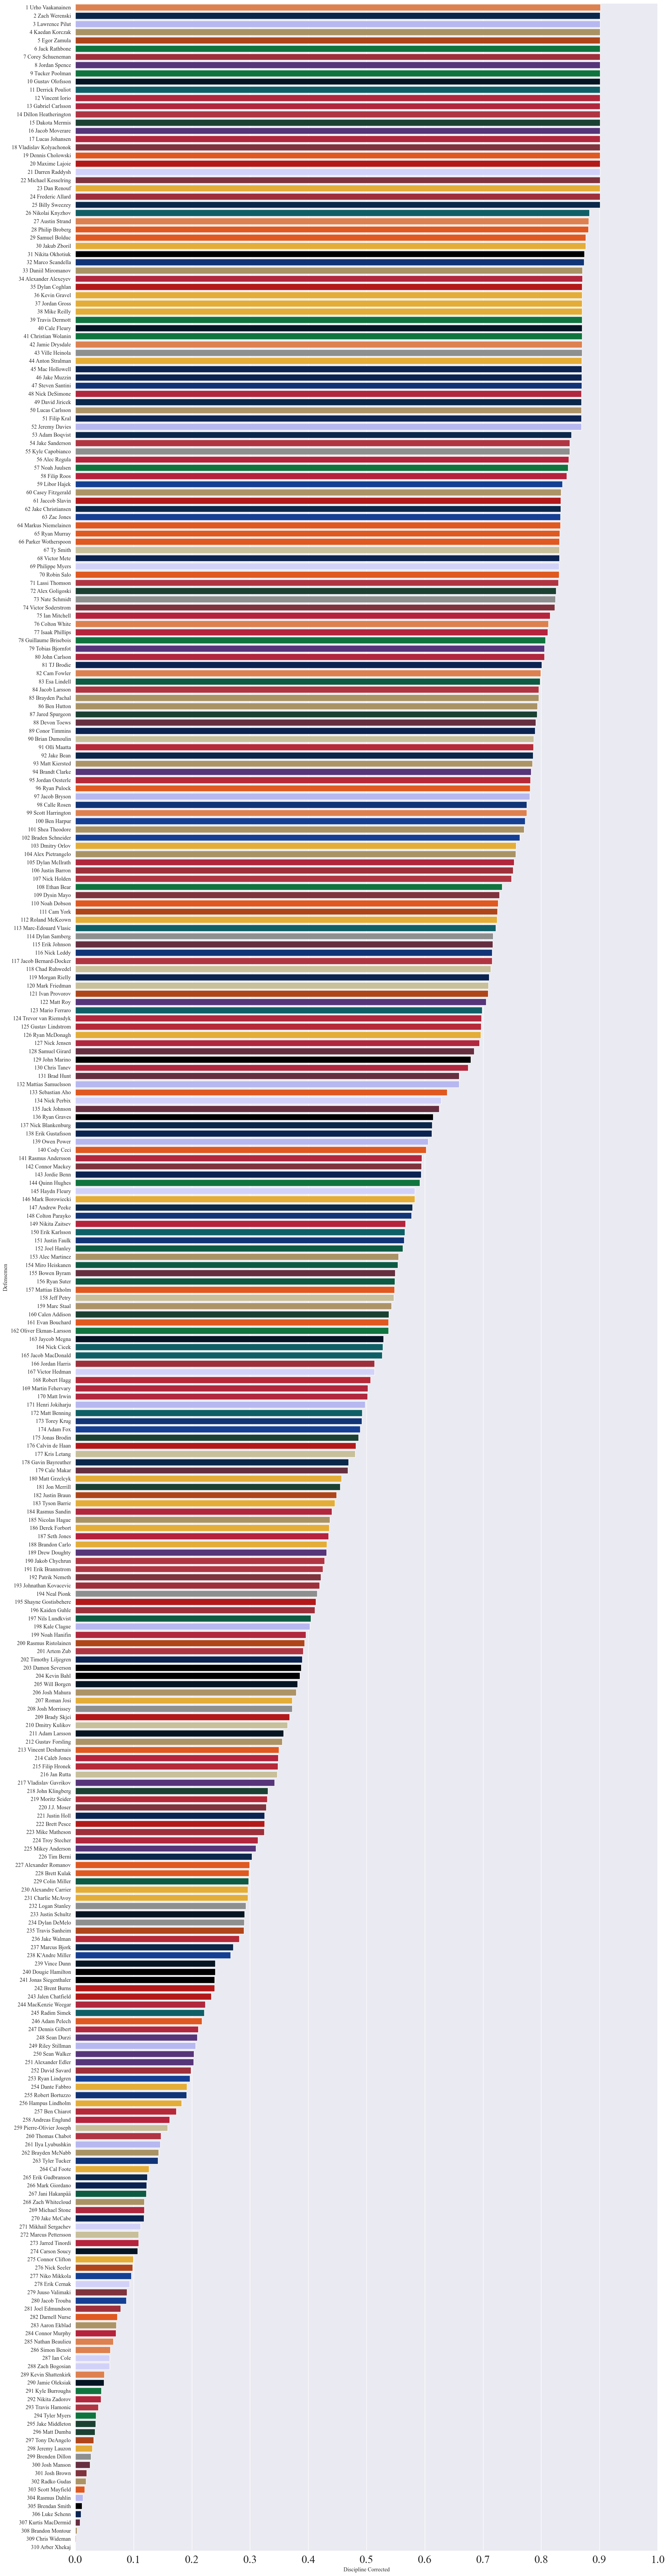 1 Urho Vaakanainen
2 Zach Werenski
3 Lawrence Pilut
4 Kaedan Korczak
5 Egor Zamula
6 Jack Rathbone
7 Corey Schueneman
8 Jordan Spence
9 Tucker Poolman
10 Gustav Olofsson
11 Derrick Pouliot
12 Vincent Iorio
13 Gabriel Carlsson
14 Dillon Heatherington
15 Dakota Mermis
16 Jacob Moverare
17 Lucas Johansen
18 Vladislav Kolyachonok
19 Dennis Cholowski
20 Maxime Lajoie
21 Darren Raddysh
22 Michael Kesselring
23 Dan Renouf
24 Frederic Allard
25 Billy Sweezey
26 Nikolai Knyzhov
27 Austin Strand
28 Philip Broberg
29 Samuel Bolduc
30 Jakub Zboril
31 Nikita Okhotiuk
32 Marco Scandella
33 Daniil Miromanov
34 Alexander Alexeyev
35 Dylan Coghlan
36 Kevin Gravel
37 Jordan Gross
38 Mike Reilly
39 Travis Dermott
40 Cale Fleury
41 Christian Wolanin
42 Jamie Drysdale
43 Ville Heinola
44 Anton Stralman
45 Mac Hollowell
46 Jake Muzzin
47 Steven Santini
48 Nick DeSimone
49 David Jiricek
50 Lucas Carlsson
51 Filip Kral
52 Jeremy Davies
53 Adam Boqvist
54 Jake Sanderson
55 Kyle Capobianco
56 Alec Regula
57 Noah Juulsen
58 Filip Roos
59 Libor Hajek
60 Casey Fitzgerald
61 Jaccob Slavin
62 Jake Christiansen
63 Zac Jones
64 Markus Niemelainen
65 Ryan Murray
66 Parker Wotherspoon
67 Ty Smith
68 Victor Mete
69 Philippe Myers
70 Robin Salo
71 Lassi Thomson
72 Alex Goligoski
73 Nate Schmidt
74 Victor Soderstrom
75 Ian Mitchell
76 Colton White
77 Isaak Phillips
78 Guillaume Brisebois
79 Tobias Bjornfot
80 John Carlson
81 TJ Brodie
82 Cam Fowler
83 Esa Lindell
84 Jacob Larsson
85 Brayden Pachal
86 Ben Hutton
87 Jared Spurgeon
88 Devon Toews
89 Conor Timmins
90 Brian Dumoulin
91 Olli Maatta
92 Jake Bean
93 Matt Kiersted
94 Brandt Clarke
95 Jordan Oesterle
96 Ryan Pulock
97 Jacob Bryson
98 Calle Rosen
99 Scott Harrington
100 Ben Harpur
101 Shea Theodore
102 Braden Schneider
103 Dmitry Orlov
104 Alex Pietrangelo
105 Dylan McIlrath
106 Justin Barron
107 Nick Holden
108 Ethan Bear
109 Dysin Mayo
110 Noah Dobson
111 Cam York
112 Roland McKeown
113 Marc-Edouard Vlasic
114 Dylan Samberg
115 Erik Johnson
116 Nick Leddy
117 Jacob Bernard-Docker
118 Chad Ruhwedel
119 Morgan Rielly
120 Mark Friedman
121 Ivan Provorov
122 Matt Roy
123 Mario Ferraro
124 Trevor van Riemsdyk
125 Gustav Lindstrom
126 Ryan McDonagh
127 Nick Jensen
128 Samuel Girard
129 John Marino
130 Chris Tanev
131 Brad Hunt
132 Mattias Samuelsson
133 Sebastian Aho
134 Nick Perbix
135 Jack Johnson
136 Ryan Graves
137 Nick Blankenburg
138 Erik Gustafsson
139 Owen Power
140 Cody Ceci
141 Rasmus Andersson
142 Connor Mackey
143 Jordie Benn
144 Quinn Hughes
145 Haydn Fleury
146 Mark Borowiecki
147 Andrew Peeke
148 Colton Parayko
149 Nikita Zaitsev
150 Erik Karlsson
151 Justin Faulk
152 Joel Hanley
153 Alec Martinez
154 Miro Heiskanen
155 Bowen Byram
156 Ryan Suter
157 Mattias Ekholm
158 Jeff Petry
159 Marc Staal
160 Calen Addison
161 Evan Bouchard
162 Oliver Ekman-Larsson
163 Jaycob Megna
164 Nick Cicek
165 Jacob MacDonald
166 Jordan Harris
167 Victor Hedman
168 Robert Hagg
169 Martin Fehervary
170 Matt Irwin
171 Henri Jokiharju
172 Matt Benning
173 Torey Krug
174 Adam Fox
175 Jonas Brodin
176 Calvin de Haan
177 Kris Letang
178 Gavin Bayreuther
179 Cale Makar
180 Matt Grzelcyk
181 Jon Merrill
182 Justin Braun
183 Tyson Barrie
184 Rasmus Sandin
185 Nicolas Hague
186 Derek Forbort
187 Seth Jones
188 Brandon Carlo
189 Drew Doughty
190 Jakob Chychrun
191 Erik Brannstrom
192 Patrik Nemeth
193 Johnathan Kovacevic
194 Neal Pionk
195 Shayne Gostisbehere
196 Kaiden Guhle
197 Nils Lundkvist
198 Kale Clague
199 Noah Hanifin
200 Rasmus Ristolainen
201 Artem Zub
202 Timothy Liljegren
203 Damon Severson
204 Kevin Bahl
205 Will Borgen
206 Josh Mahura
207 Roman Josi
208 Josh Morrissey
209 Brady Skjei
210 Dmitry Kulikov
211 Adam Larsson
212 Gustav Forsling
213 Vincent Desharnais
214 Caleb Jones
215 Filip Hronek
216 Jan Rutta
217 Vladislav Gavrikov
218 John Klingberg
219 Moritz Seider
220 J.J. Moser
221 Justin Holl
222 Brett Pesce
223 Mike Matheson
224 Troy Stecher
225 Mikey Anderson
226 Tim Berni
227 Alexander Romanov
228 Brett Kulak
229 Colin Miller
230 Alexandre Carrier
231 Charlie McAvoy
232 Logan Stanley
233 Justin Schultz
234 Dylan DeMelo
235 Travis Sanheim
236 Jake Walman
237 Marcus Bjork
238 K'Andre Miller
239 Vince Dunn
240 Dougie Hamilton
241 Jonas Siegenthaler
242 Brent Burns
243 Jalen Chatfield
244 MacKenzie Weegar
245 Radim Simek
246 Adam Pelech
247 Dennis Gilbert
248 Sean Durzi
249 Riley Stillman
250 Sean Walker
251 Alexander Edler
252 David Savard
253 Ryan Lindgren
254 Dante Fabbro
255 Robert Bortuzzo
256 Hampus Lindholm
257 Ben Chiarot
258 Andreas Englund
259 Pierre-Olivier Joseph
260 Thomas Chabot
261 Ilya Lyubushkin
262 Brayden McNabb
263 Tyler Tucker
264 Cal Foote
265 Erik Gudbranson
266 Mark Giordano
267 Jani Hakanpää
268 Zach Whitecloud
269 Michael Stone
270 Jake McCabe
271 Mikhail Sergachev
272 Marcus Pettersson
273 Jarred Tinordi
274 Carson Soucy
275 Connor Clifton
276 Nick Seeler
277 Niko Mikkola
278 Erik Cernak
279 Juuso Välimäki
280 Jacob Trouba
281 Joel Edmundson
282 Darnell Nurse
283 Aaron Ekblad
284 Connor Murphy
285 Nathan Beaulieu
286 Simon Benoit
287 Ian Cole
288 Zach Bogosian
289 Kevin Shattenkirk
290 Jamie Oleksiak
291 Kyle Burroughs
292 Nikita Zadorov
293 Travis Hamonic
294 Tyler Myers
295 Jake Middleton
296 Matt Dumba
297 Tony DeAngelo
298 Jeremy Lauzon
299 Brenden Dillon
300 Josh Manson
301 Josh Brown
302 Radko Gudas
303 Scott Mayfield
304 Rasmus Dahlin
305 Brendan Smith
306 Luke Schenn
307 Kurtis MacDermid
308 Brandon Montour
309 Chris Wideman
310 Arber Xhekaj
Defensemen
0.0 0.1 0.2 0.3 0.4 0.5 0.6 0.7 0.8 0.9 1.0
Discipline Corrected